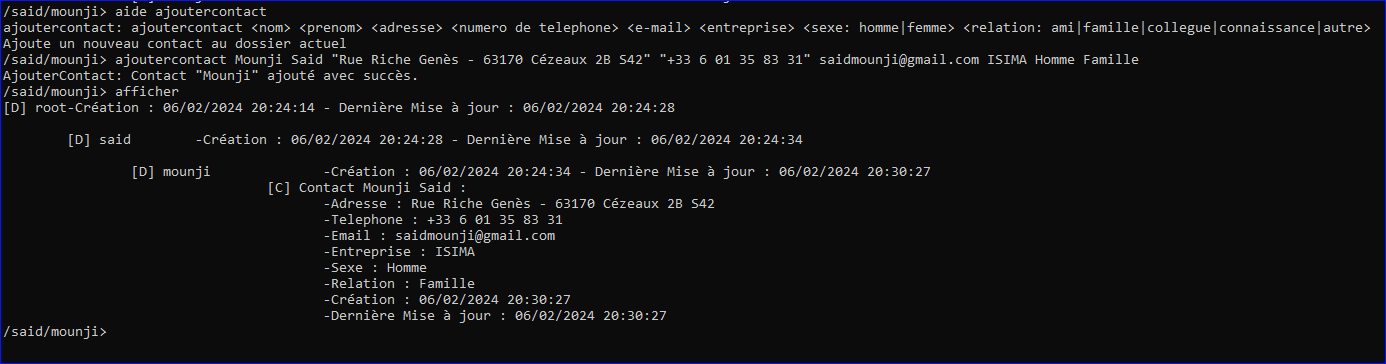 /said/mounji> aide ajoutercontact
ajoutercontact: ajoutercontact <nom> <prenom> <adresse> <numero de telephone> <e-mail> <entreprise> <sexe: homme|femme> <relation: ami|famille|collegue|connaissance|autre>
Ajoute un nouveau contact au dossier actuel
/said/mounji> ajoutercontact Mounji Said "Rue Riche Genès - 63170 Cézeaux 2B S42" "+33 6 01 35 83 31" saidmounji@gmail.com ISIMA Homme Famille
AjouterContact: Contact "Mounji" ajouté avec succès.
/said/mounji> afficher
[D] root-Création : 06/02/2024 20:24:14 - Dernière Mise à jour : 06/02/2024 20:24:28
[D] said -Création : 06/02/2024 20:24:28 - Dernière Mise à jour : 06/02/2024 20:24:34
[D] mounji -Création : 06/02/2024 20:24:34 - Dernière Mise à jour : 06/02/2024 20:30:27
[C] Contact Mounji Said :
-Adresse : Rue Riche Genès - 63170 Cézeaux 2B S42
-Telephone : +33 6 01 35 83 31
-Email : saidmounji@gmail.com
-Entreprise : ISIMA
-Sexe : Homme
-Relation : Famille
-Création : 06/02/2024 20:30:27
-Dernière Mise à jour : 06/02/2024 20:30:27
/said/mounji>